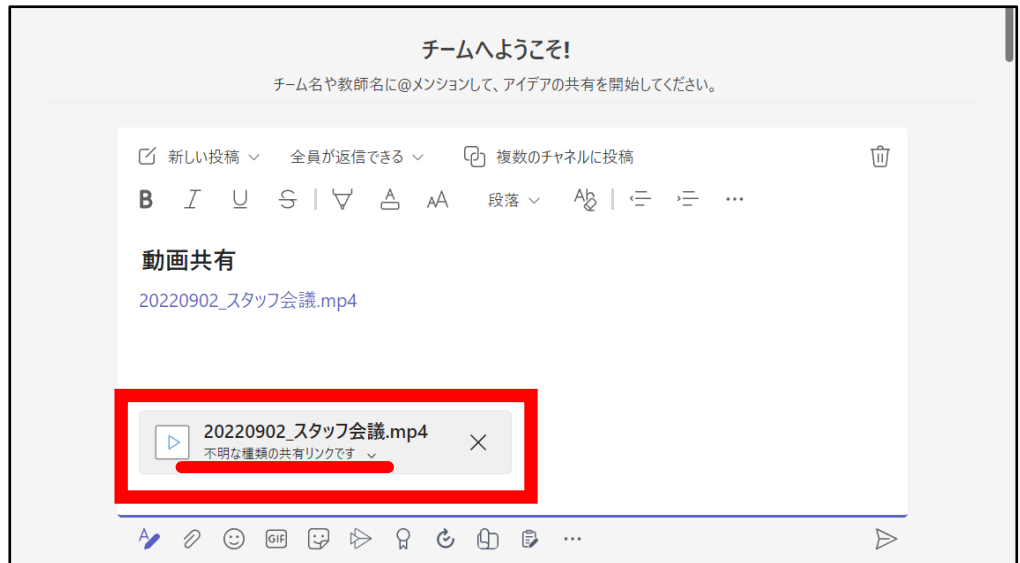 チームへようこそ!
チーム名や教師名に@メンションして、アイデアの共有を開始してください。
新しい投稿 全員が返信できる 複数のチャネルに投稿
B I U S A AA 段落 Ab
動画共有
20220902_スタッフ会議.mp4
20220902_スタッフ会議.mp4
不明な種類の共有リンクです
A GIF